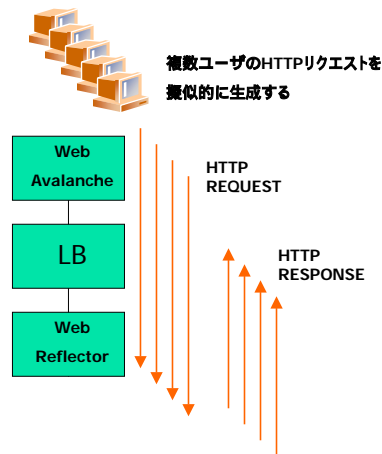 複数ユーザのHTTPリクエストを
擬似的に生成する
Web
Avalanche
HTTP
REQUEST
LB
HTTP
RESPONSE
Web
Reflector